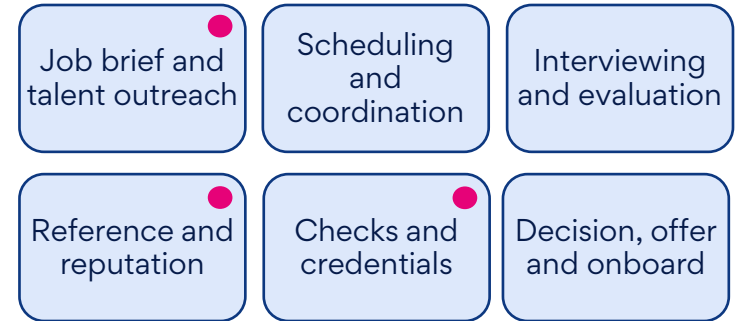 Job brief and
talent outreach
Scheduling
and
coordination
Interviewing
and evaluation
Reference and
reputation
Checks and
credentials
Decision, offer
and onboard